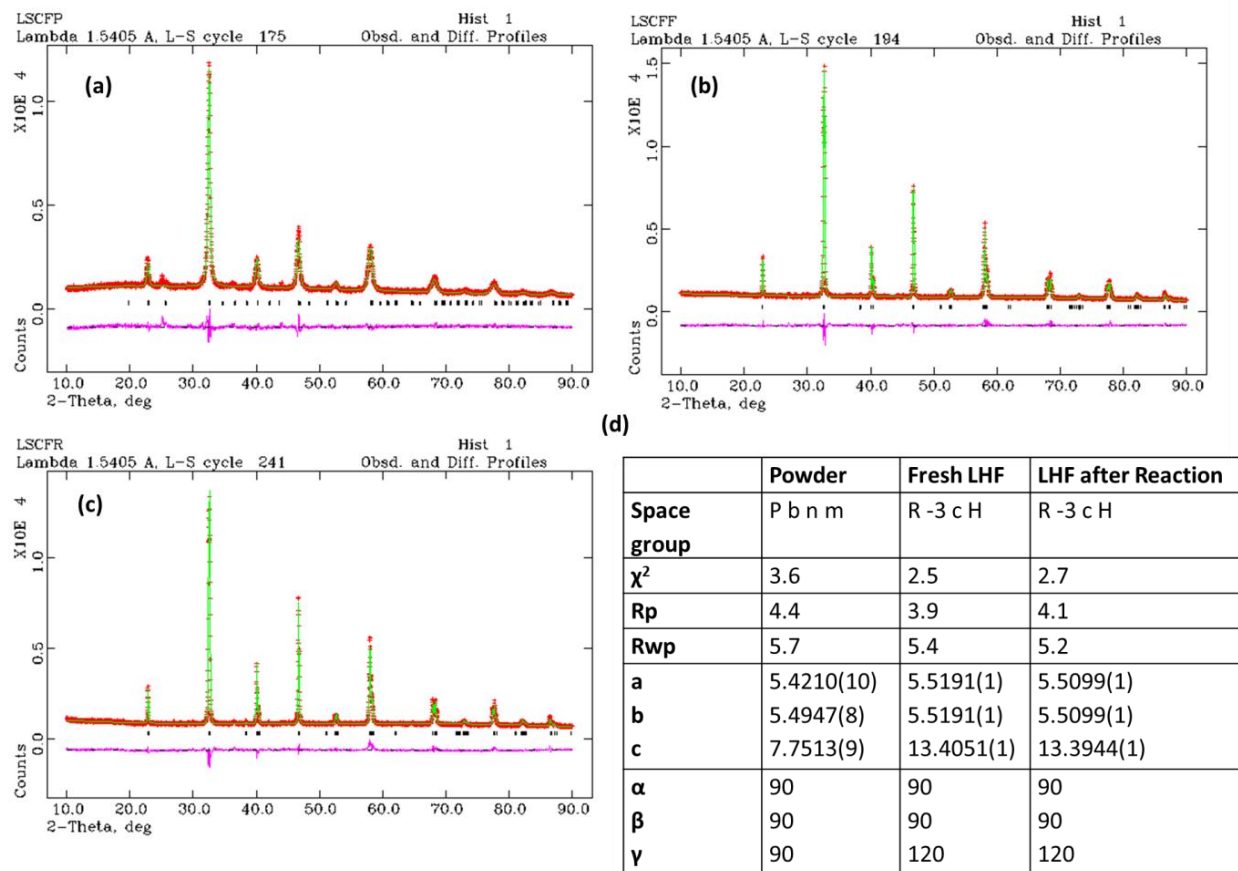 LSCFP Hist 1
Lambda 1.5405 A, L-S cycle 175 Obsd. and Diff. Profiles
(a)
X10E 4
1.0
0.5
0.0
Counts
10.0 20.0 30.0 40.0 50.0 60.0 70.0 80.0 90.0
2-Theta, deg
LSCFF Hist 1
Lambda 1.5405 A, L-S cycle 194 Obsd. and Diff. Profiles
(b)
X10E 4
1.5
1.0
0.5
0.0
Counts
10.0 20.0 30.0 40.0 50.0 60.0 70.0 80.0 90.0
2-Theta, deg
LSCFR Hist 1
Lambda 1.5405 A, L-S cycle 241 Obsd. and Diff. Profiles
(c)
X10E 4
1.0
0.5
0.0
Counts
10.0 20.0 30.0 40.0 50.0 60.0 70.0 80.0 90.0
2-Theta, deg
(d)
Powder Fresh LHF LHF after Reaction
Space P b n m R -3 c H R -3 c H
group
χ² 3.6 2.5 2.7
Rp 4.4 3.9 4.1
Rwp 5.7 5.4 5.2
a 5.4210(10) 5.5191(1) 5.5099(1)
b 5.4947(8) 5.5191(1) 5.5099(1)
c 7.7513(9) 13.4051(1) 13.3944(1)
α 90 90 90
β 90 90 90
γ 90 120 120